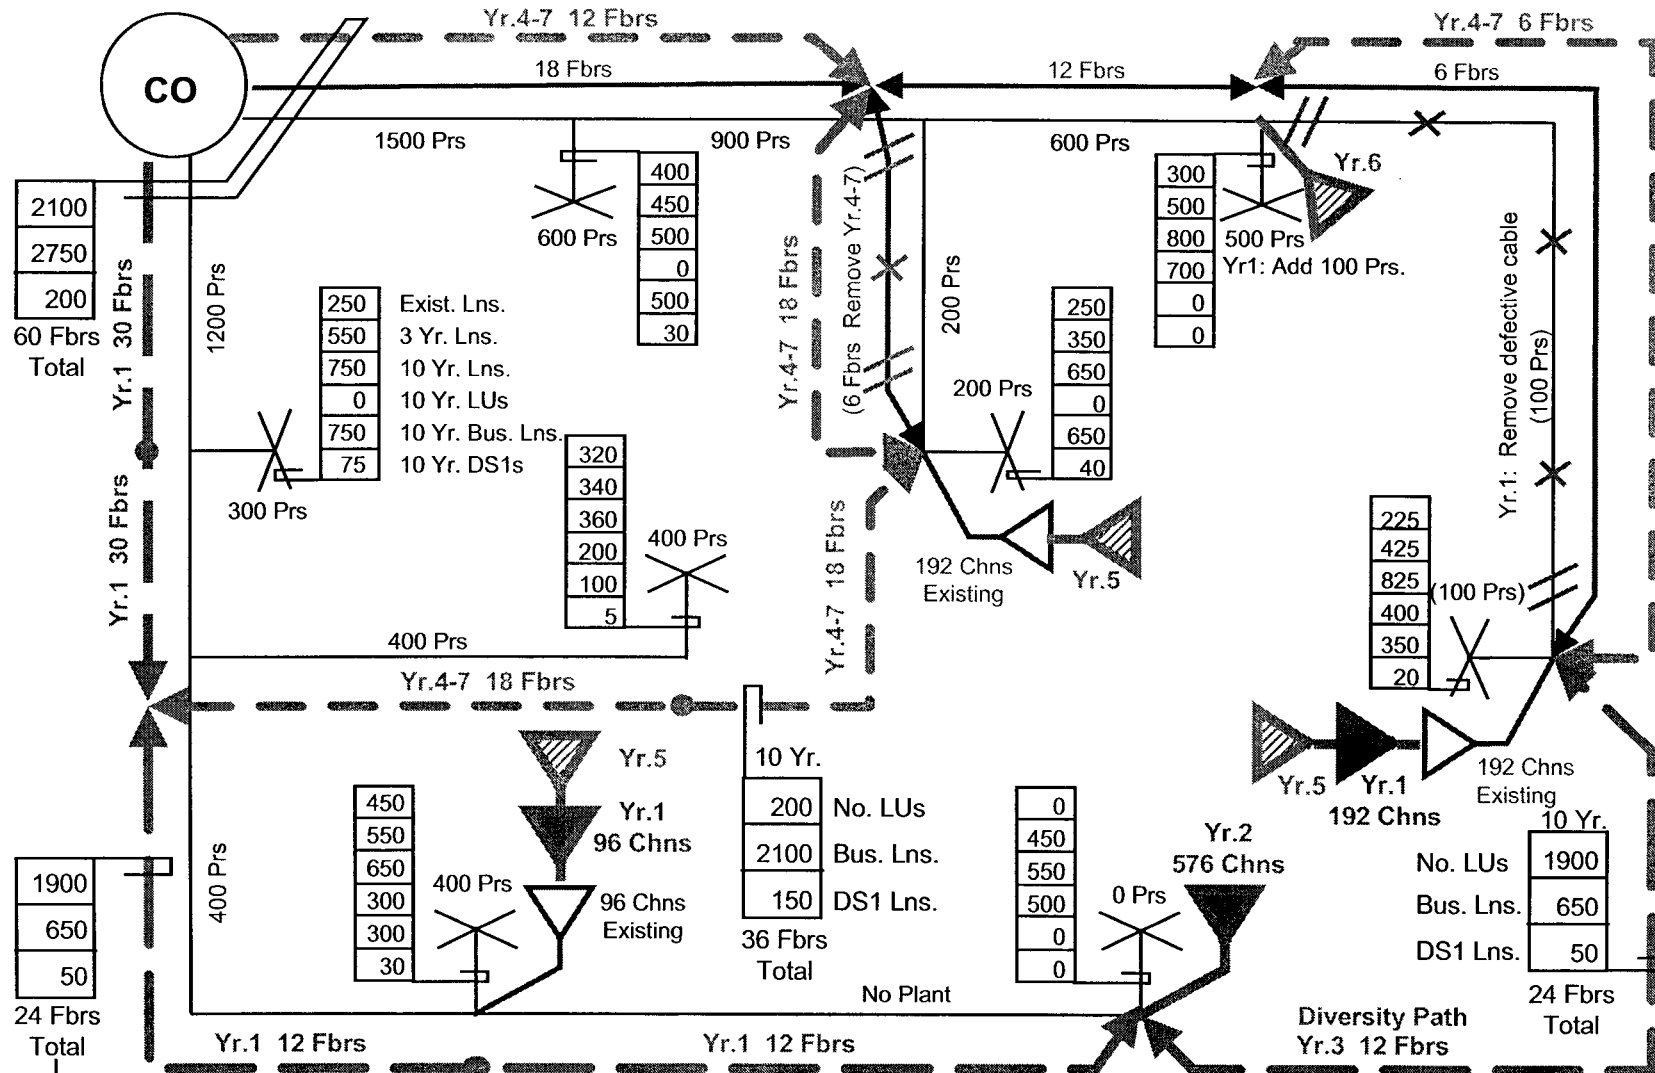 Yr.4-7 12 Fbrs
Yr.4-7 6 Fbrs
CO
18 Fbrs
12 Fbrs
6 Fbrs
1500 Prs
900 Prs
600 Prs
2100
2750
200
60 Fbrs
Total
Yr.1 30 Fbrs
1200 Prs
400
450
500
0
500
30
600 Prs
Yr.4-7 18 Fbrs
(6 Fbrs Remove Yr.4-7)
200 Prs
300
500
800
700
0
0
Yr.6
500 Prs
Yr1: Add 100 Prs.
Yr.1: Remove defective cable
(100 Prs)
250 Exist. Lns.
550 3 Yr. Lns.
750 10 Yr. Lns.
0 10 Yr. LUs
750 10 Yr. Bus. Lns.
75 10 Yr. DS1s
300 Prs
250
350
650
0
650
40
200 Prs
Yr.1 30 Fbrs
320
340
360
200
100
5
400 Prs
400 Prs
192 Chns
Existing
Yr.5
Yr.4-7 18 Fbrs
225
425
825
400
350
20
(100 Prs)
Yr.4-7 18 Fbrs
Yr.5
Yr.1
192 Chns
192 Chns
Existing
Yr.5
Yr.1
96 Chns
96 Chns
Existing
450
550
650
300
300
30
400 Prs
400 Prs
10 Yr.
200 No. LUs
2100 Bus. Lns.
150 DS1 Lns.
36 Fbrs
Total
0
450
550
500
0
0
0 Prs
Yr.2
576 Chns
10 Yr.
No. LUs 1900
Bus. Lns. 650
DS1 Lns. 50
24 Fbrs
Total
1900
650
50
24 Fbrs
Total
No Plant
Yr.1 12 Fbrs
Yr.1 12 Fbrs
Diversity Path
Yr.3 12 Fbrs